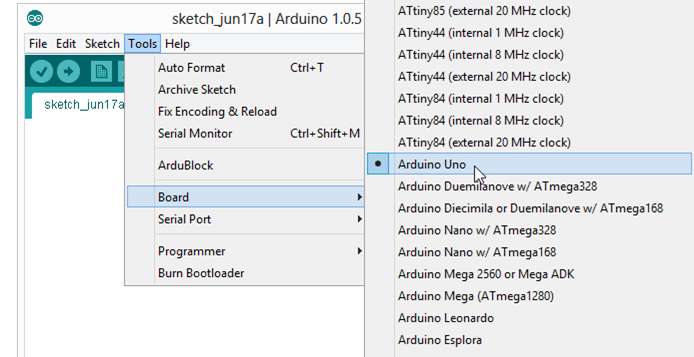 sketch_jun17a | Arduino 1.0.5
File Edit Sketch Tools Help
sketch_jun17a
Auto Format Ctrl+T
Archive Sketch
Fix Encoding & Reload
Serial Monitor Ctrl+Shift+M
ArduBlock
Board
Serial Port
Programmer
Burn Bootloader
ATtiny85 (external 20 MHz clock)
ATtiny44 (internal 1 MHz clock)
ATtiny44 (internal 8 MHz clock)
ATtiny44 (external 20 MHz clock)
ATtiny84 (internal 1 MHz clock)
ATtiny84 (internal 8 MHz clock)
ATtiny84 (external 20 MHz clock)
Arduino Uno
Arduino Duemilanove w/ ATmega328
Arduino Diecimila or Duemilanove w/ ATmega168
Arduino Nano w/ ATmega328
Arduino Nano w/ ATmega168
Arduino Mega 2560 or Mega ADK
Arduino Mega (ATmega1280)
Arduino Leonardo
Arduino Esplora